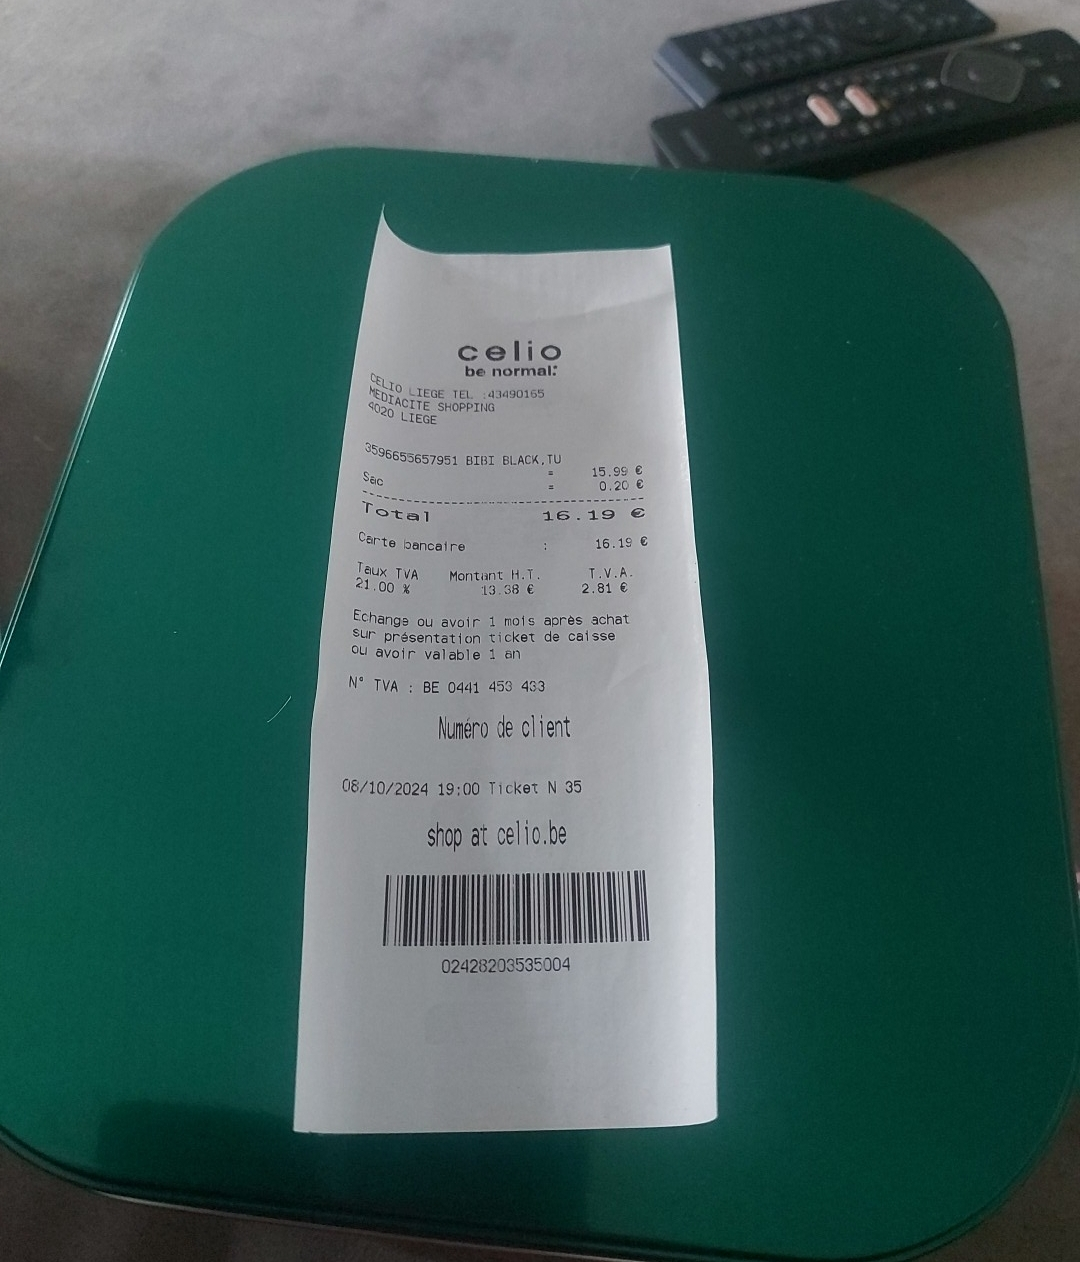 celio
be normal:
CELIO LIEGE TEL :43490165
MEDIACITE SHOPPING
4020 LIEGE
3596655657951 BIBI BLACK,TU
= 15.99 €
Sac = 0.20 €
Total 16.19 €
Carte bancaire : 16.19 €
Taux TVA Montant H.T. T.V.A.
21.00 % 13.38 € 2.81 €
Echange ou avoir 1 mois après achat
sur présentation ticket de caisse
ou avoir valable 1 an
N° TVA : BE 0441 453 433
Numéro de client
08/10/2024 19:00 Ticket N 35
shop at celio.be
02428203535004